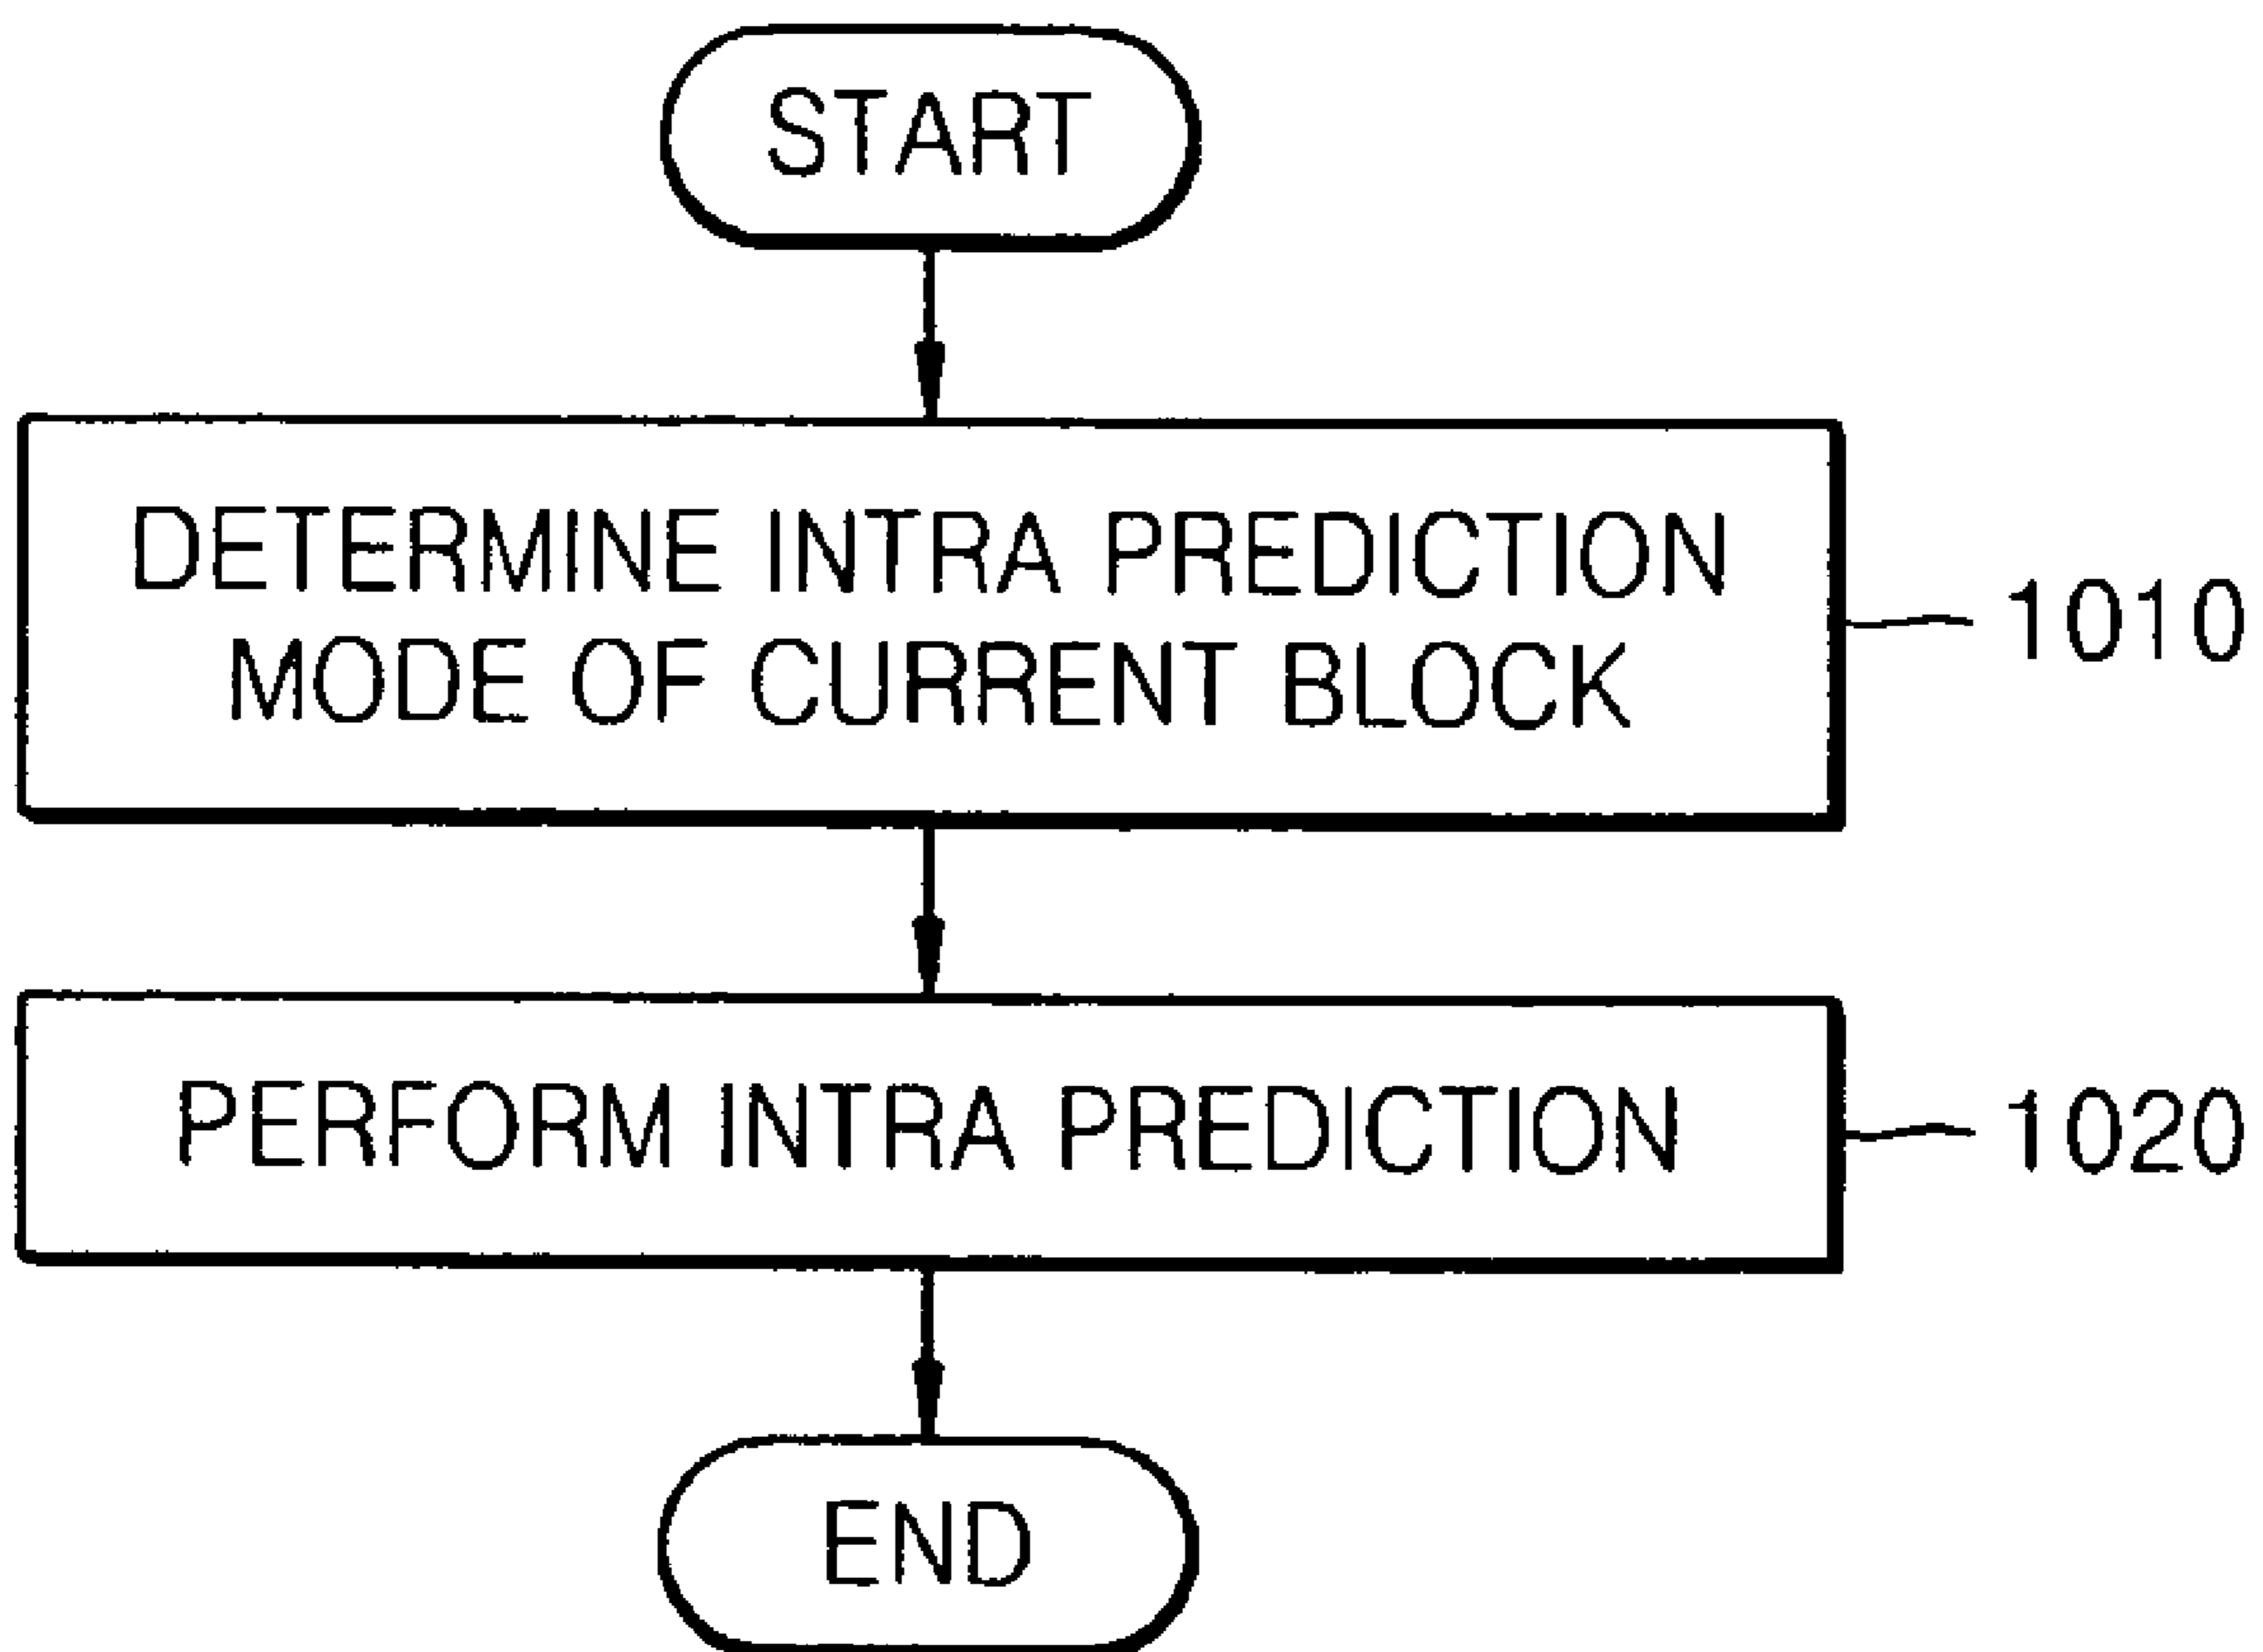 START
DETERMINE INTRA PREDICTION
MODE OF CURRENT BLOCK
1010
PERFORM INTRA PREDICTION
1020
END